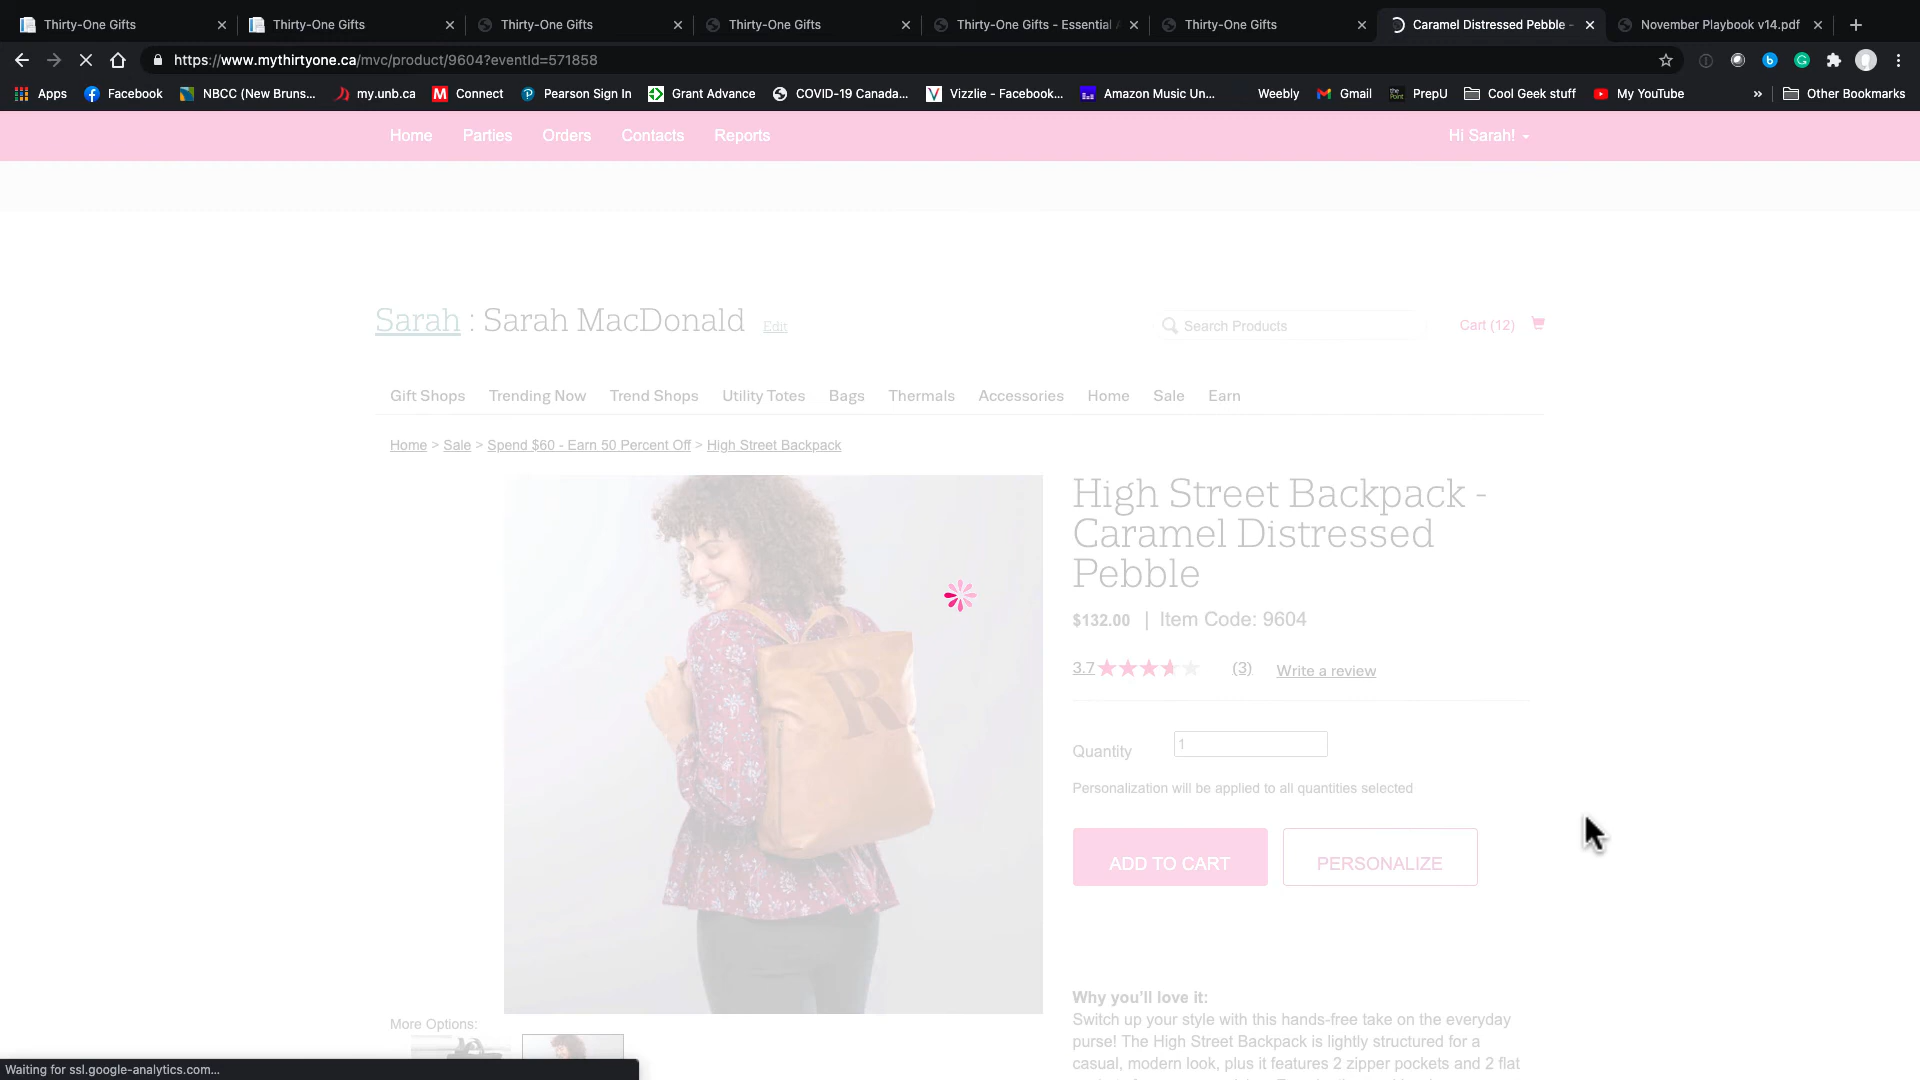 Thirty-One Gifts
Thirty-One Gifts
Thirty-One Gifts
Thirty-One Gifts
Thirty-One Gifts - Essential
Thirty-One Gifts
Caramel Distressed Pebble -
November Playbook v14.pdf
https://www.mythirtyone.ca/mvc/product/9604?eventId=571858
Apps
Facebook
NBCC (New Bruns...
my.unb.ca
Connect
Pearson Sign In
Grant Advance
COVID-19 Canada...
Vizzlie - Facebook...
Amazon Music Un...
Weebly
Gmail
PrepU
Cool Geek stuff
My YouTube
»
Other Bookmarks
Home Parties Orders Contacts Reports
Hi Sarah!
Sarah : Sarah MacDonald Edit
Search Products
Cart (12)
Gift Shops Trending Now Trend Shops Utility Totes Bags Thermals Accessories Home Sale Earn
Home > Sale > Spend $60 - Earn 50 Percent Off > High Street Backpack
High Street Backpack -
Caramel Distressed
Pebble
$132.00 | Item Code: 9604
3.7 (3) Write a review
Quantity 1
Personalization will be applied to all quantities selected
ADD TO CART PERSONALIZE
R
Why you'll love it:
Switch up your style with this hands-free take on the everyday
purse! The High Street Backpack is lightly structured for a
casual, modern look, plus it features 2 zipper pockets and 2 flat
More Options:
Waiting for ssl.google-analytics.com...